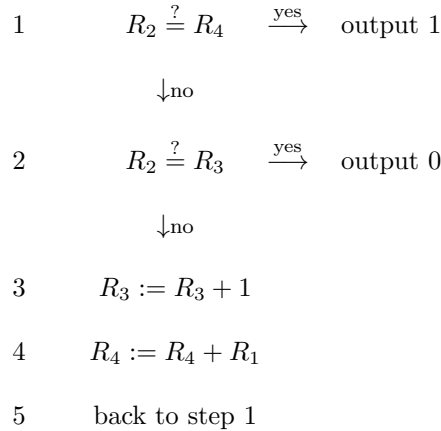 1 R₂ ≟ R₄ yes ⟶ output 1
↓no
2 R₂ ≟ R₃ yes ⟶ output 0
↓no
3 R₃ := R₃ + 1
4 R₄ := R₄ + R₁
5 back to step 1